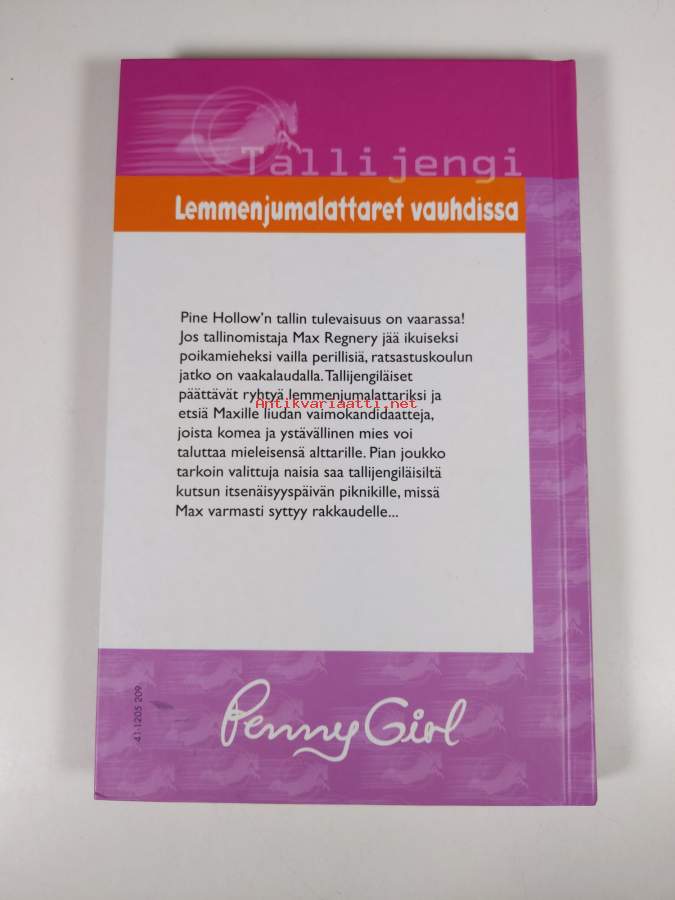 Tallijengi
Lemmenjumalattaret vauhdissa
Pine Hollow'n tallin tulevaisuus on vaarassa!
Jos tallinomistaja Max Regnery jää ikuiseksi
poikamieheksi vailla perillisiä, ratsastuskoulun
jatko on vaakalaudalla. Tallijengiläiset
päättävät ryhtyä lemmenjumalattariksi ja
etsiä Maxille liudan vaimokandidaatteja,
joista komea ja ystävällinen mies voi
taluttaa mieleisensä alttarille. Pian joukko
tarkoin valittuja naisia saa tallijengiläisiltä
kutsun itsenäisyyspäivän piknikille, missä
Max varmasti syttyy rakkaudelle...
Antikvariaatti.net
41-1205 209
Penny Girl